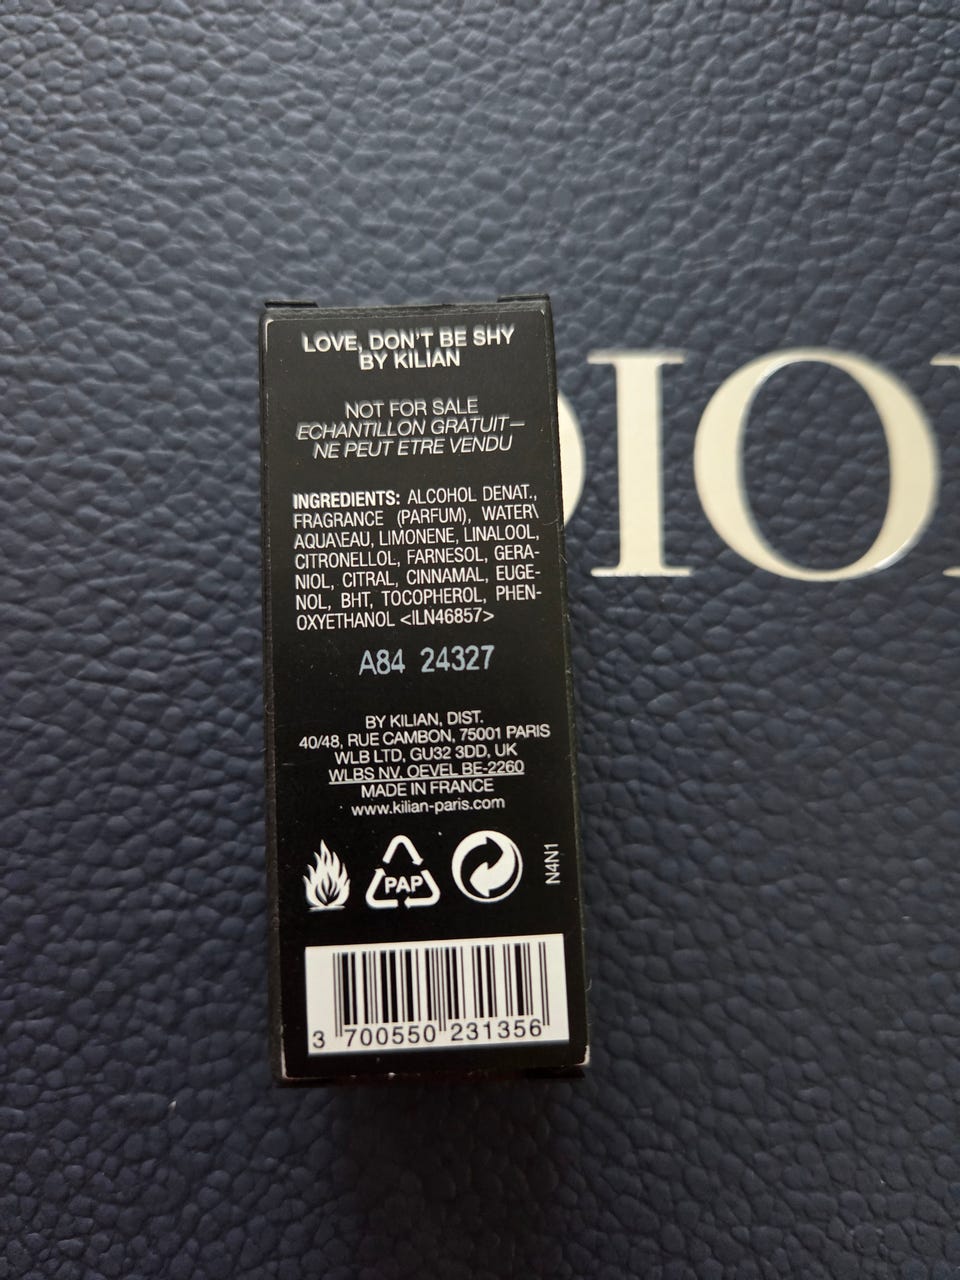 LOVE, DON'T BE SHY
BY KILIAN
NOT FOR SALE
ECHANTILLON GRATUIT—
NE PEUT ETRE VENDU
INGREDIENTS: ALCOHOL DENAT.,
FRAGRANCE (PARFUM), WATER\
AQUA\EAU, LIMONENE, LINALOOL,
CITRONELLOL, FARNESOL, GERA-
NIOL, CITRAL, CINNAMAL, EUGE-
NOL, BHT, TOCOPHEROL, PHEN-
OXYETHANOL <ILN46857>
A84 24327
BY KILIAN, DIST.
40/48, RUE CAMBON, 75001 PARIS
WLB LTD, GU32 3DD, UK
WLBS NV, OEVEL BE-2260
MADE IN FRANCE
www.kilian-paris.com
PAP
N4N1
3 700550 231356
DIO